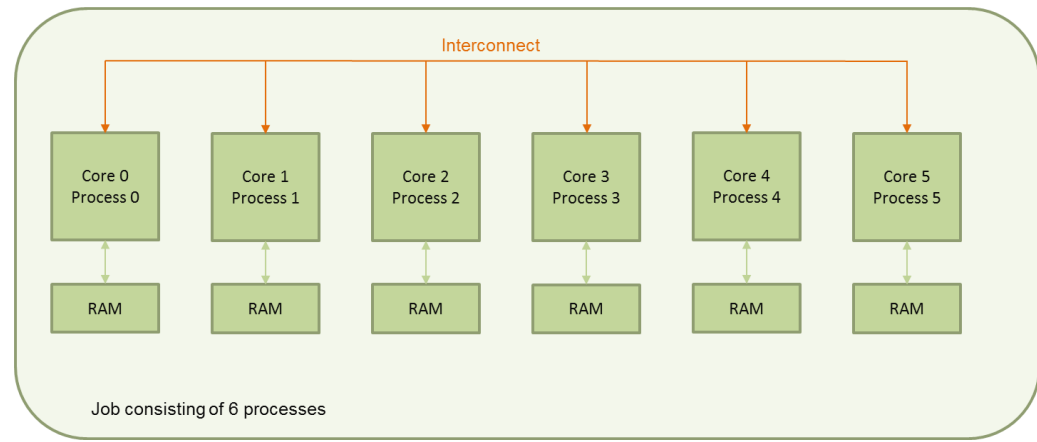 Interconnect
Core 0
Process 0
Core 1
Process 1
Core 2
Process 2
Core 3
Process 3
Core 4
Process 4
Core 5
Process 5
RAM
RAM
RAM
RAM
RAM
RAM
Job consisting of 6 processes